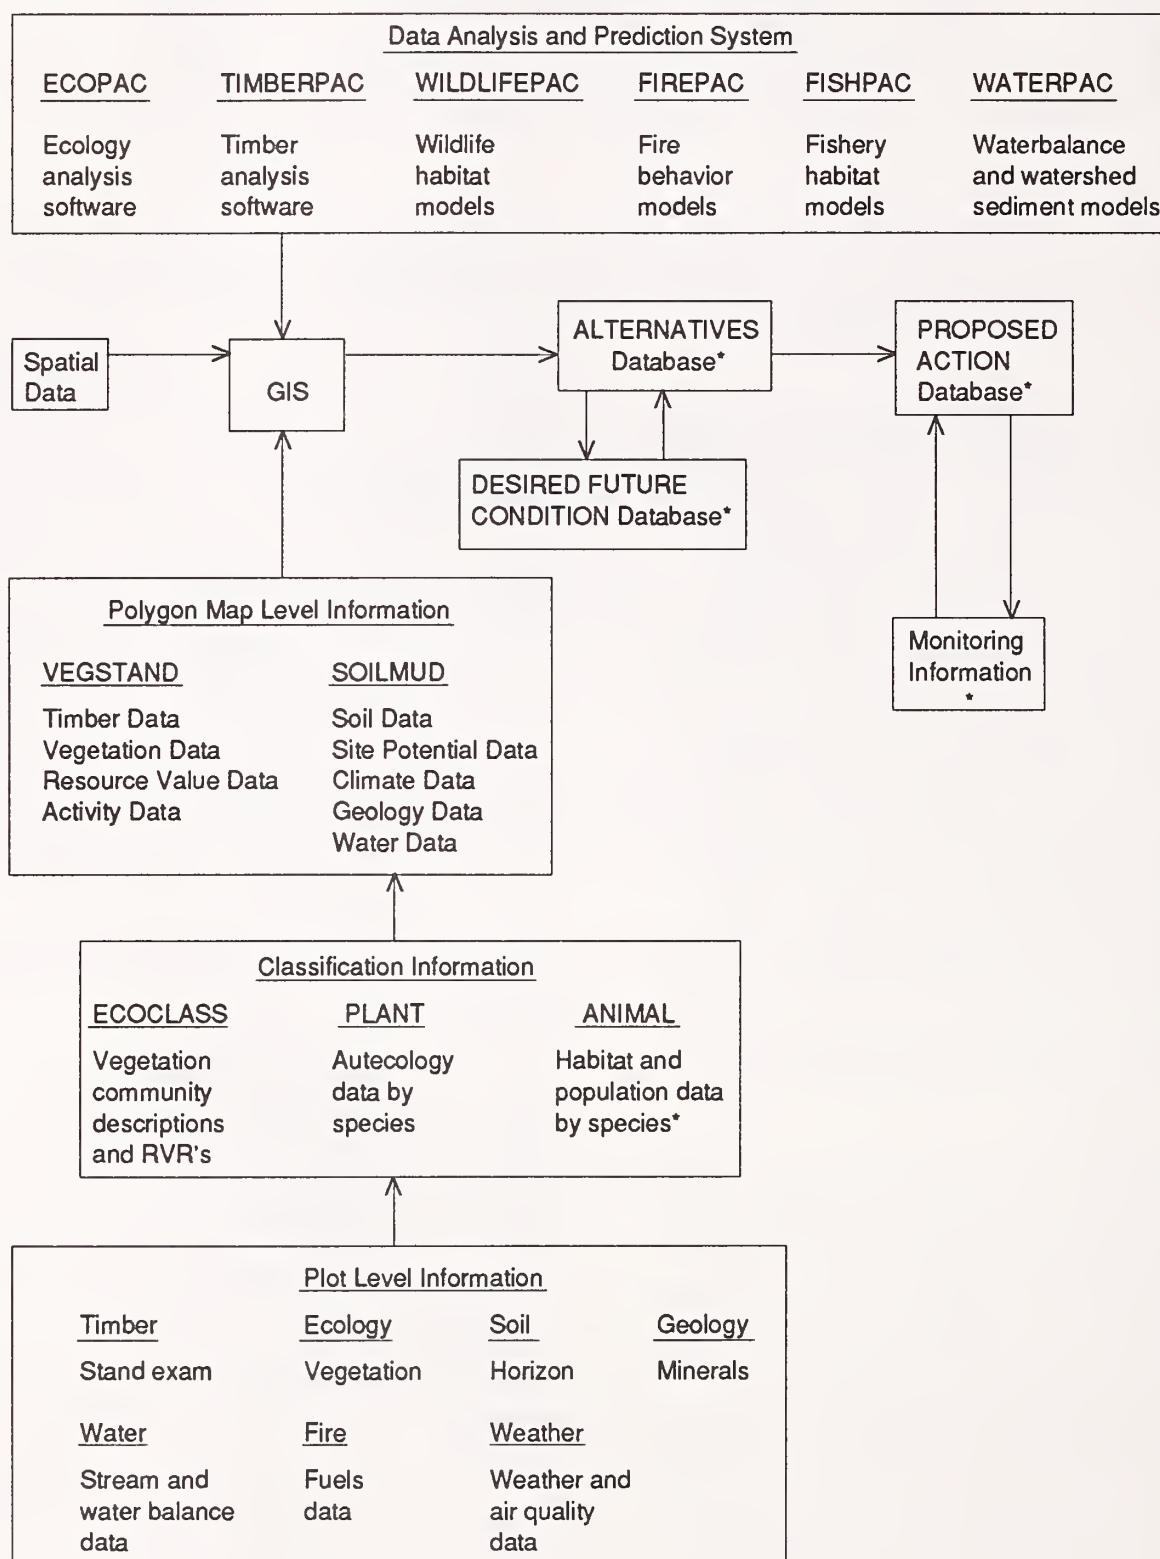 Data Analysis and Prediction System
ECOPAC TIMBERPAC WILDLIFEPAC FIREPAC FISHPAC WATERPAC
Ecology Timber Wildlife Fire Fishery Waterbalance
analysis analysis habitat behavior habitat and watershed
software software models models models sediment models
Spatial
Data
GIS
ALTERNATIVES
Database*
PROPOSED
ACTION
Database*
DESIRED FUTURE
CONDITION Database*
Monitoring
Information
*
Polygon Map Level Information
VEGSTAND SOILMUD
Timber Data Soil Data
Vegetation Data Site Potential Data
Resource Value Data Climate Data
Activity Data Geology Data
Water Data
Classification Information
ECOCLASS PLANT ANIMAL
Vegetation Autecology Habitat and
community data by population data
descriptions species by species*
and RVR's
Plot Level Information
Timber Ecology Soil Geology
Stand exam Vegetation Horizon Minerals
Water Fire Weather
Stream and Fuels Weather and
water balance data air quality
data data